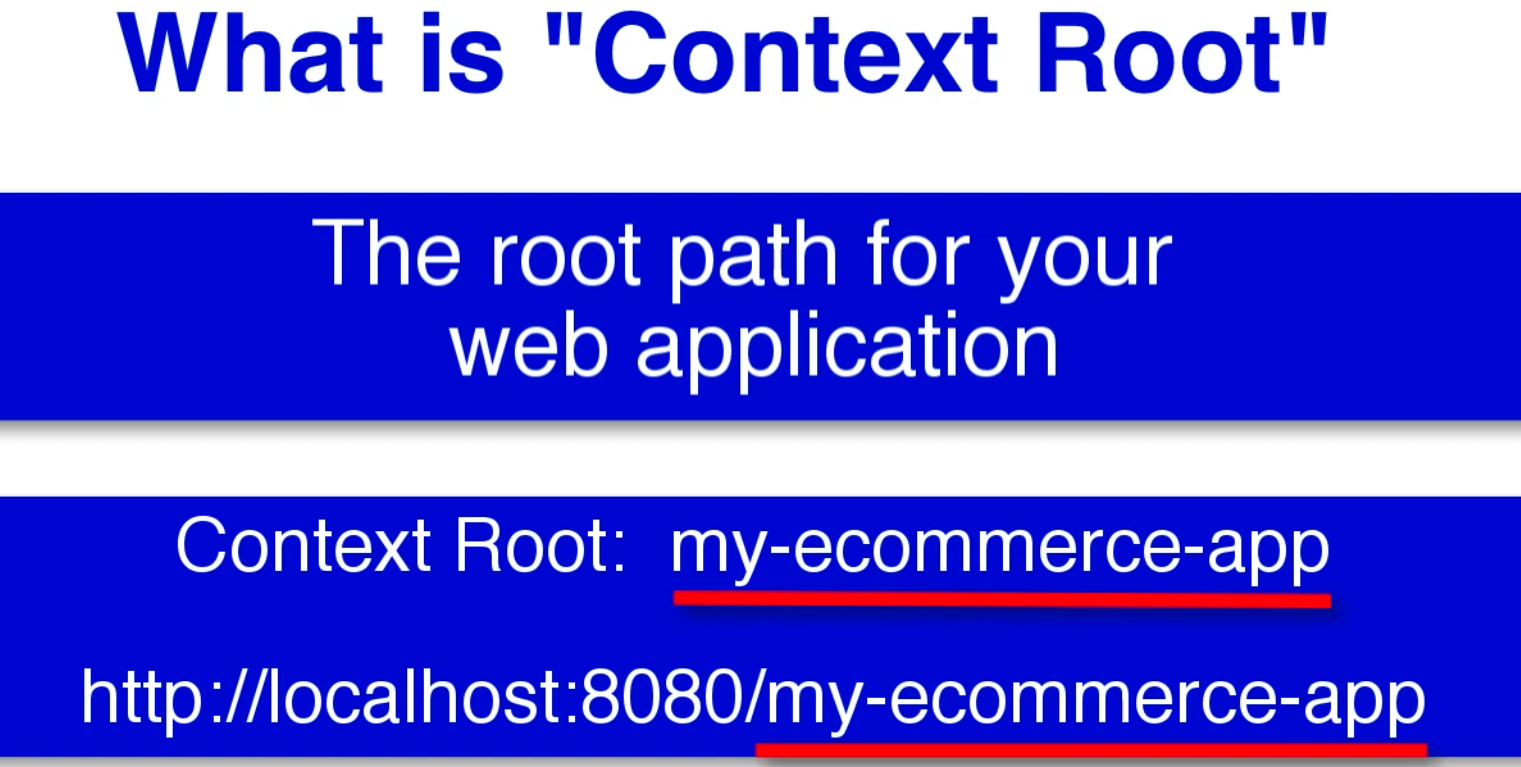 What is "Context Root"
The root path for your
web application
Context Root: my-ecommerce-app
http://localhost:8080/my-ecommerce-app